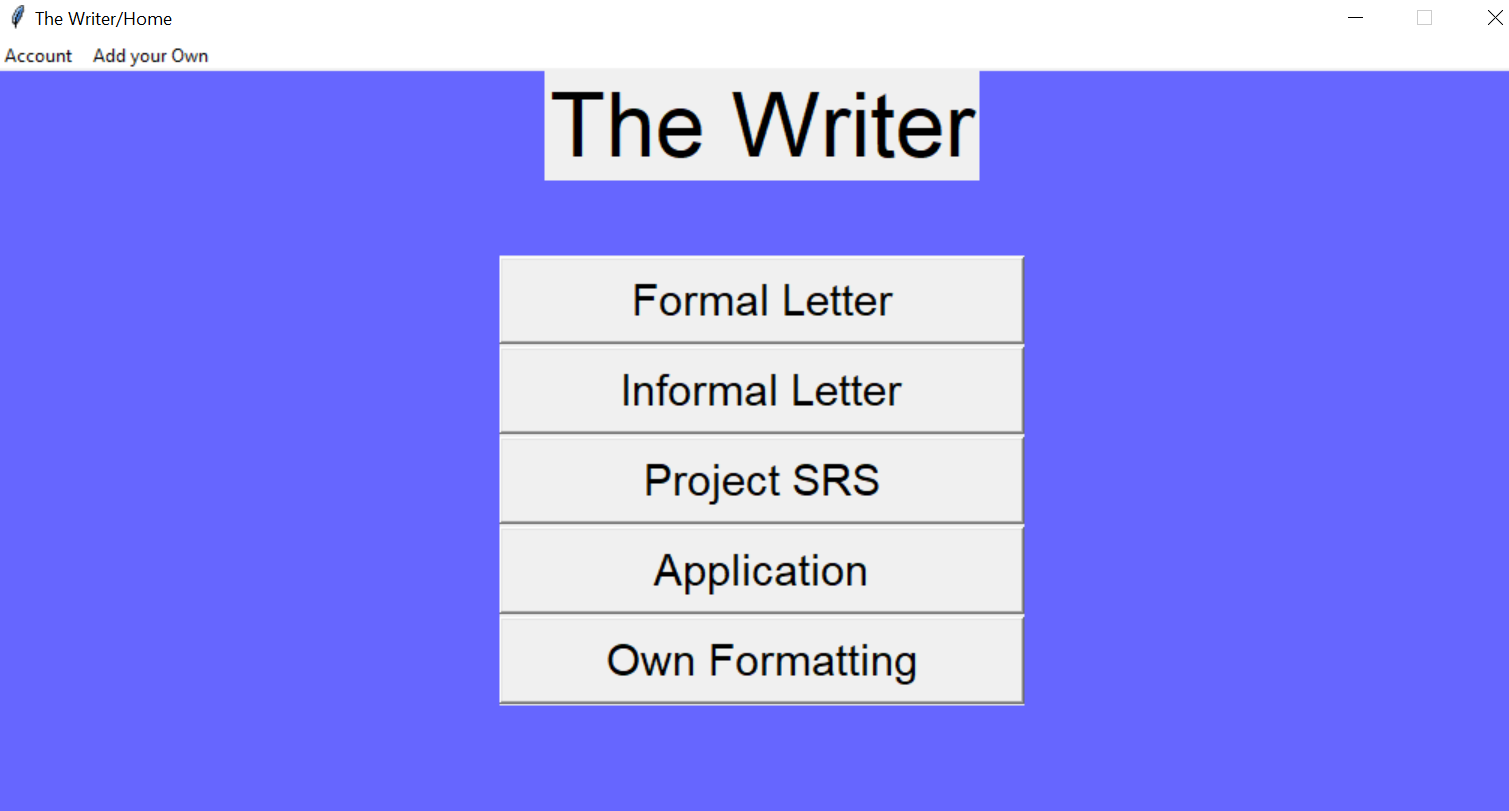 The Writer/Home
Account Add your Own
The Writer
Formal Letter
Informal Letter
Project SRS
Application
Own Formatting